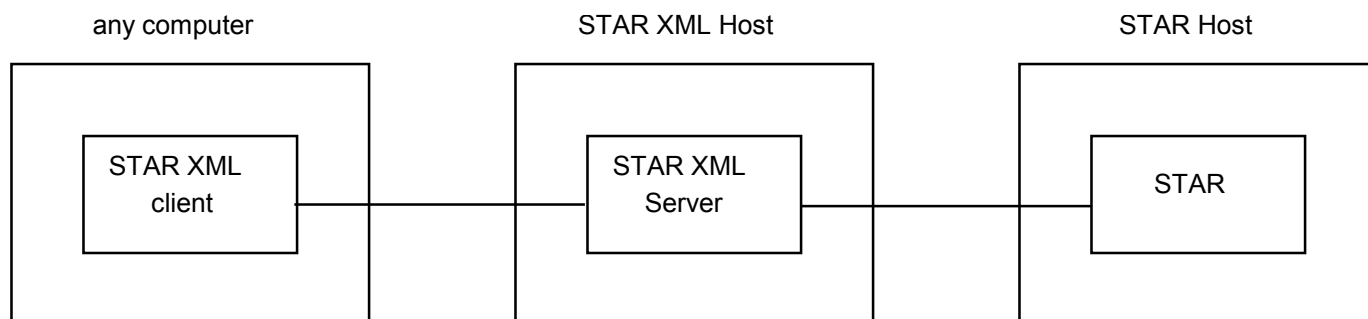 any computer
STAR XML Host
STAR Host
STAR XML
client
STAR XML
Server
STAR